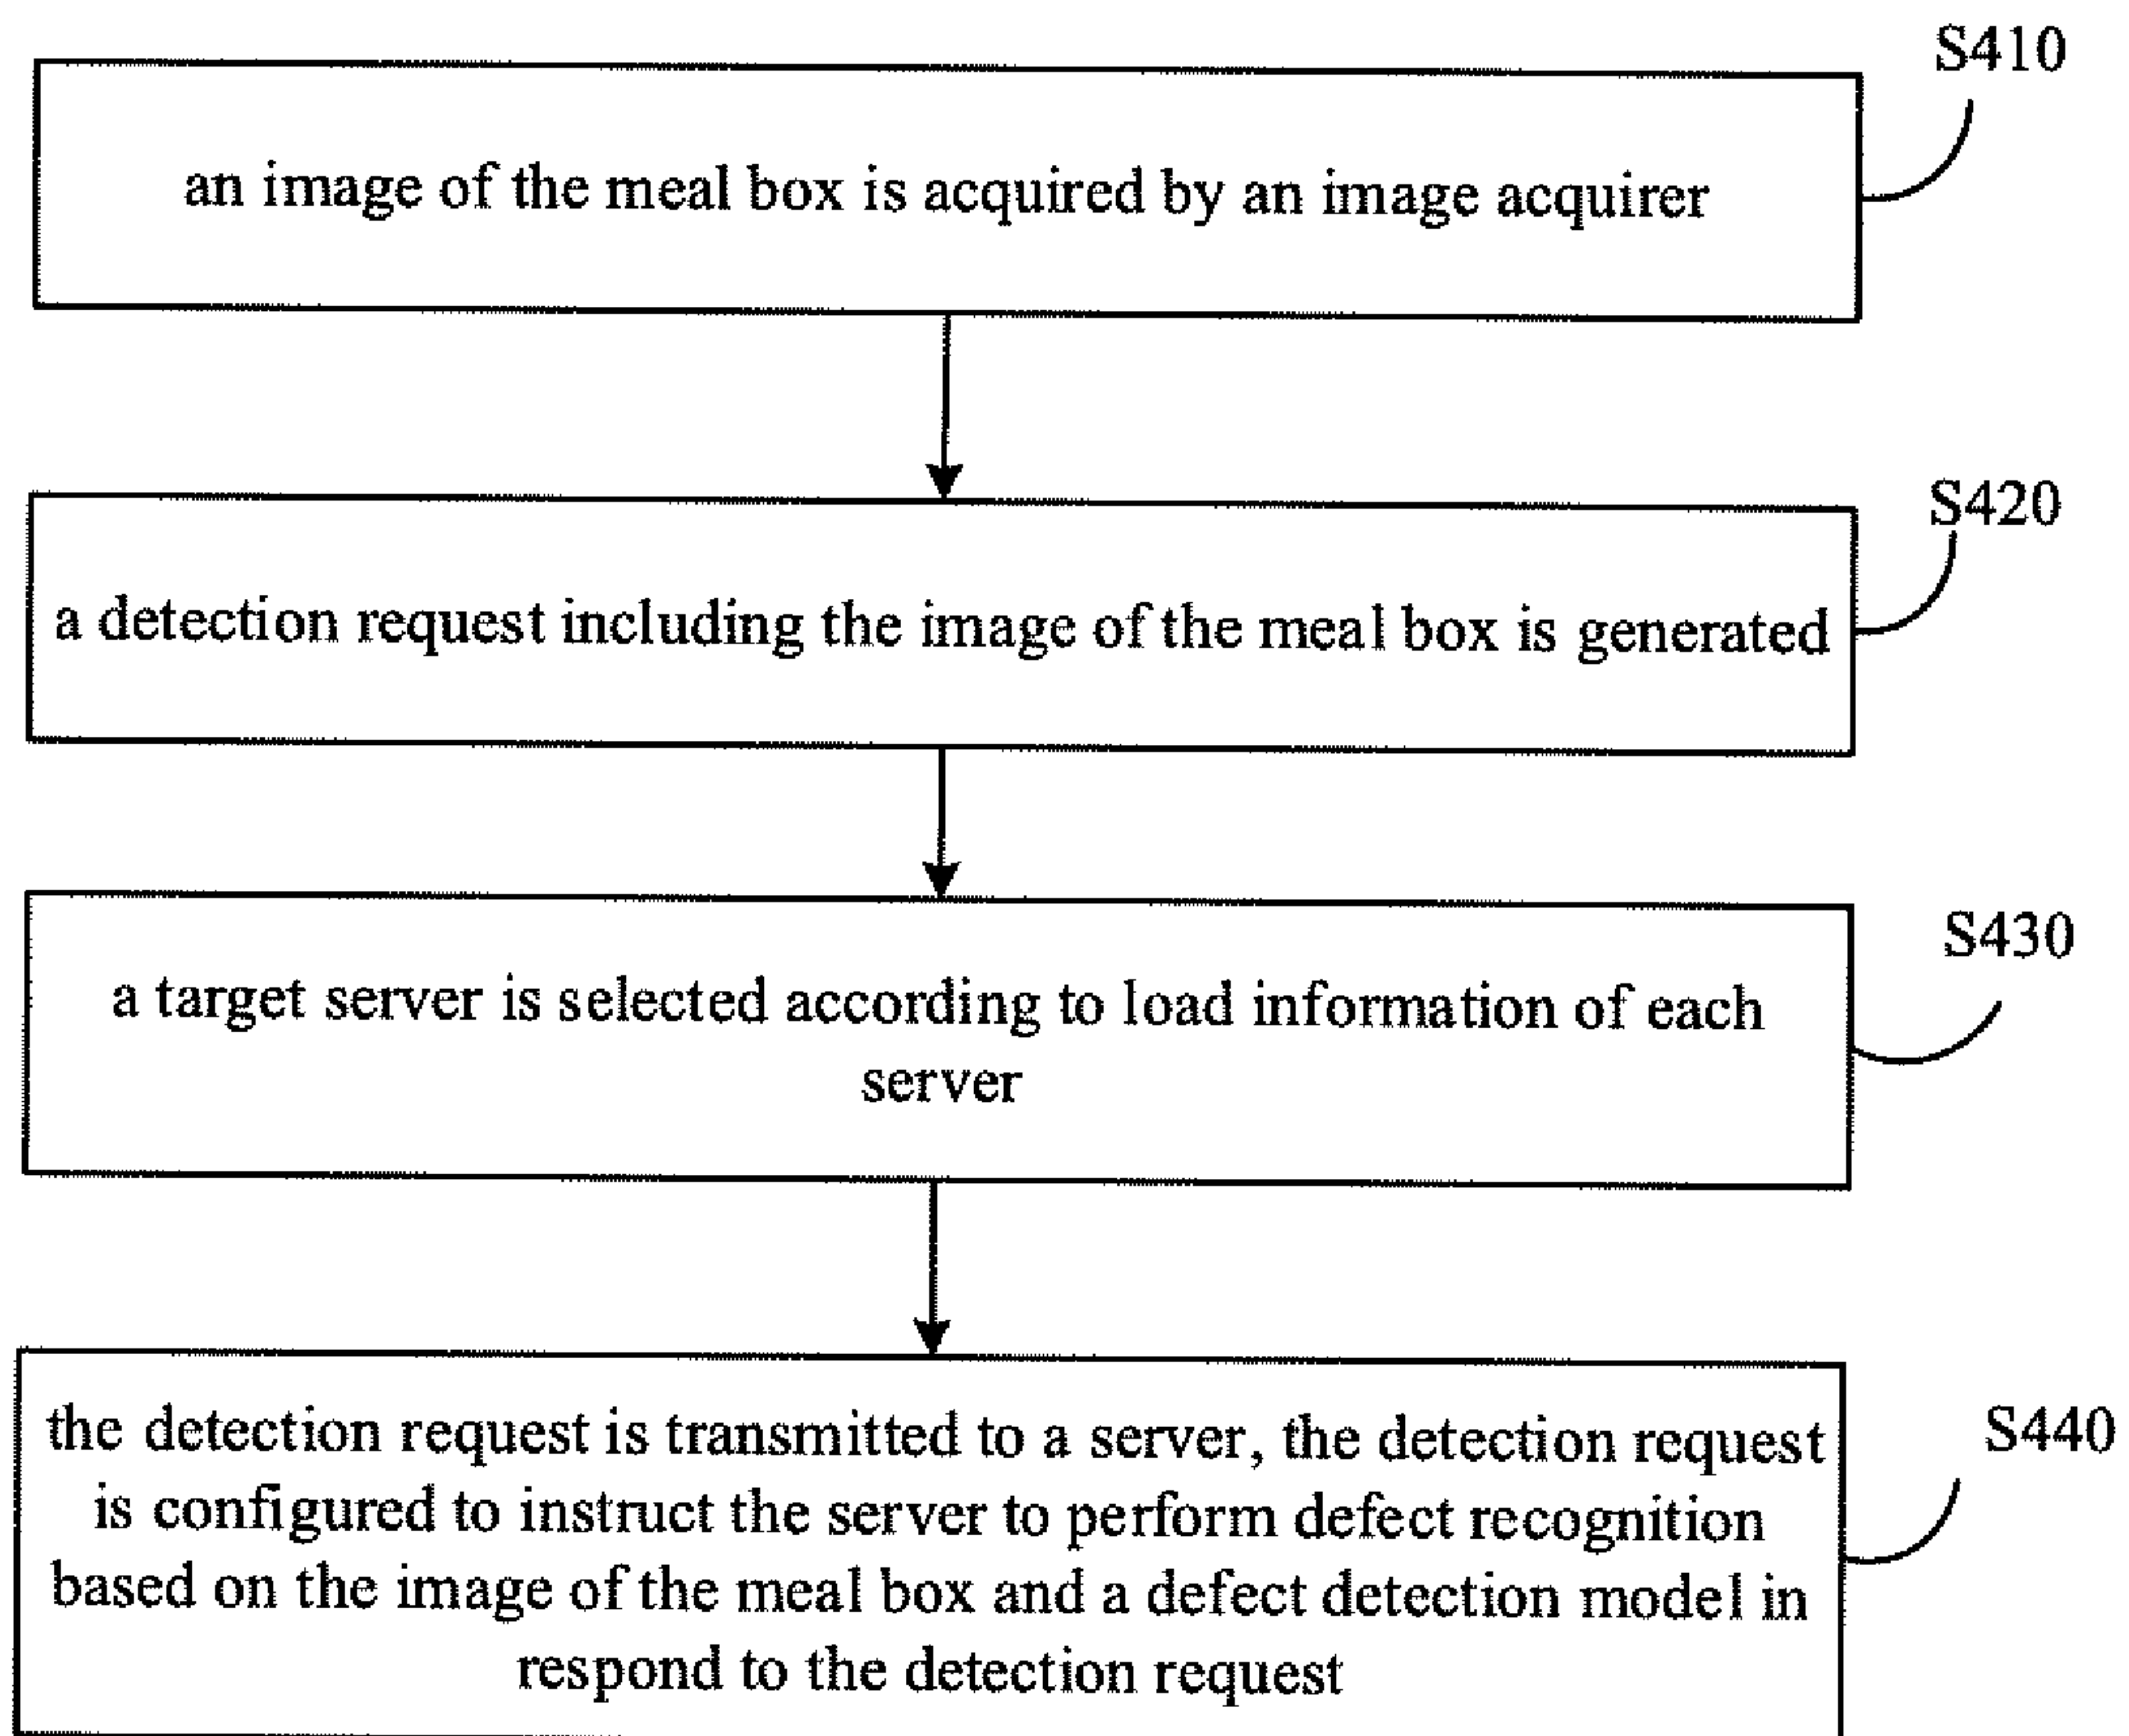 S410
an image of the meal box is acquired by an image acquirer
S420
a detection request including the image of the meal box is generated
S430
a target server is selected according to load information of each
server
S440
the detection request is transmitted to a server, the detection request
is configured to instruct the server to perform defect recognition
based on the image of the meal box and a defect detection model in
respond to the detection request